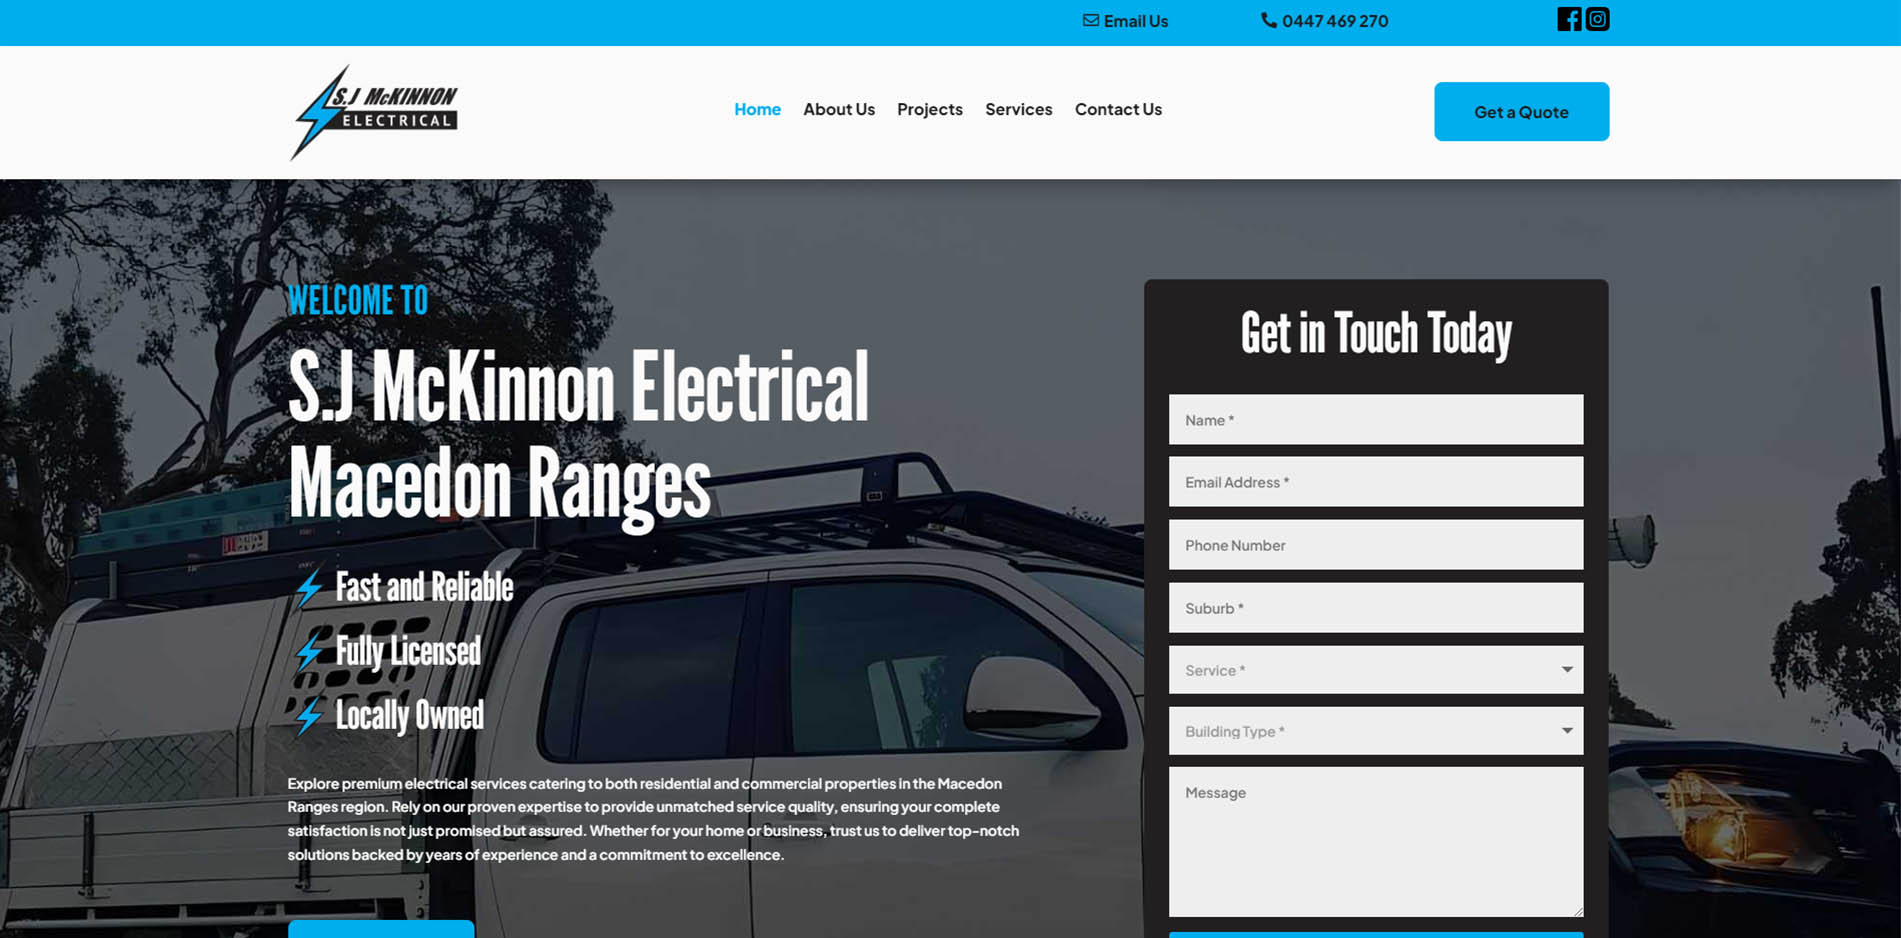 Email Us
0447 469 270
S.J McKINNON
ELECTRICAL
Home
About Us
Projects
Services
Contact Us
Get a Quote
WELCOME TO
S.J McKinnon Electrical
Macedon Ranges
Fast and Reliable
Fully Licensed
Locally Owned
Explore premium electrical services catering to both residential and commercial properties in the Macedon
Ranges region. Rely on our proven expertise to provide unmatched service quality, ensuring your complete
satisfaction is not just promised but assured. Whether for your home or business, trust us to deliver top-notch
solutions backed by years of experience and a commitment to excellence.
Get in Touch Today
Name *
Email Address *
Phone Number
Suburb *
Service *
Building Type *
Message